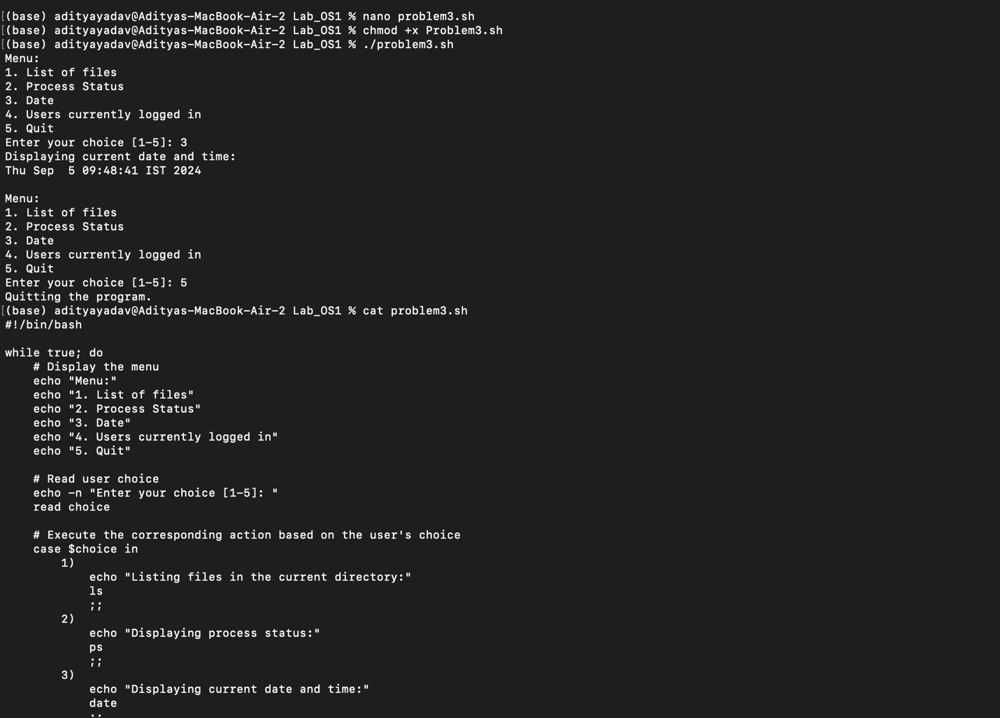 [(base) adityayadav@Adityas-MacBook-Air-2 Lab_OS1 % nano problem3.sh
[(base) adityayadav@Adityas-MacBook-Air-2 Lab_OS1 % chmod +x Problem3.sh
[(base) adityayadav@Adityas-MacBook-Air-2 Lab_OS1 % ./problem3.sh
Menu:
1. List of files
2. Process Status
3. Date
4. Users currently logged in
5. Quit
Enter your choice [1-5]: 3
Displaying current date and time:
Thu Sep  5 09:48:41 IST 2024

Menu:
1. List of files
2. Process Status
3. Date
4. Users currently logged in
5. Quit
Enter your choice [1-5]: 5
Quitting the program.
[(base) adityayadav@Adityas-MacBook-Air-2 Lab_OS1 % cat problem3.sh
#!/bin/bash

while true; do
    # Display the menu
    echo "Menu:"
    echo "1. List of files"
    echo "2. Process Status"
    echo "3. Date"
    echo "4. Users currently logged in"
    echo "5. Quit"

    # Read user choice
    echo -n "Enter your choice [1-5]: "
    read choice

    # Execute the corresponding action based on the user's choice
    case $choice in
        1)
            echo "Listing files in the current directory:"
            ls
            ;;
        2)
            echo "Displaying process status:"
            ps
            ;;
        3)
            echo "Displaying current date and time:"
            date
            ;;